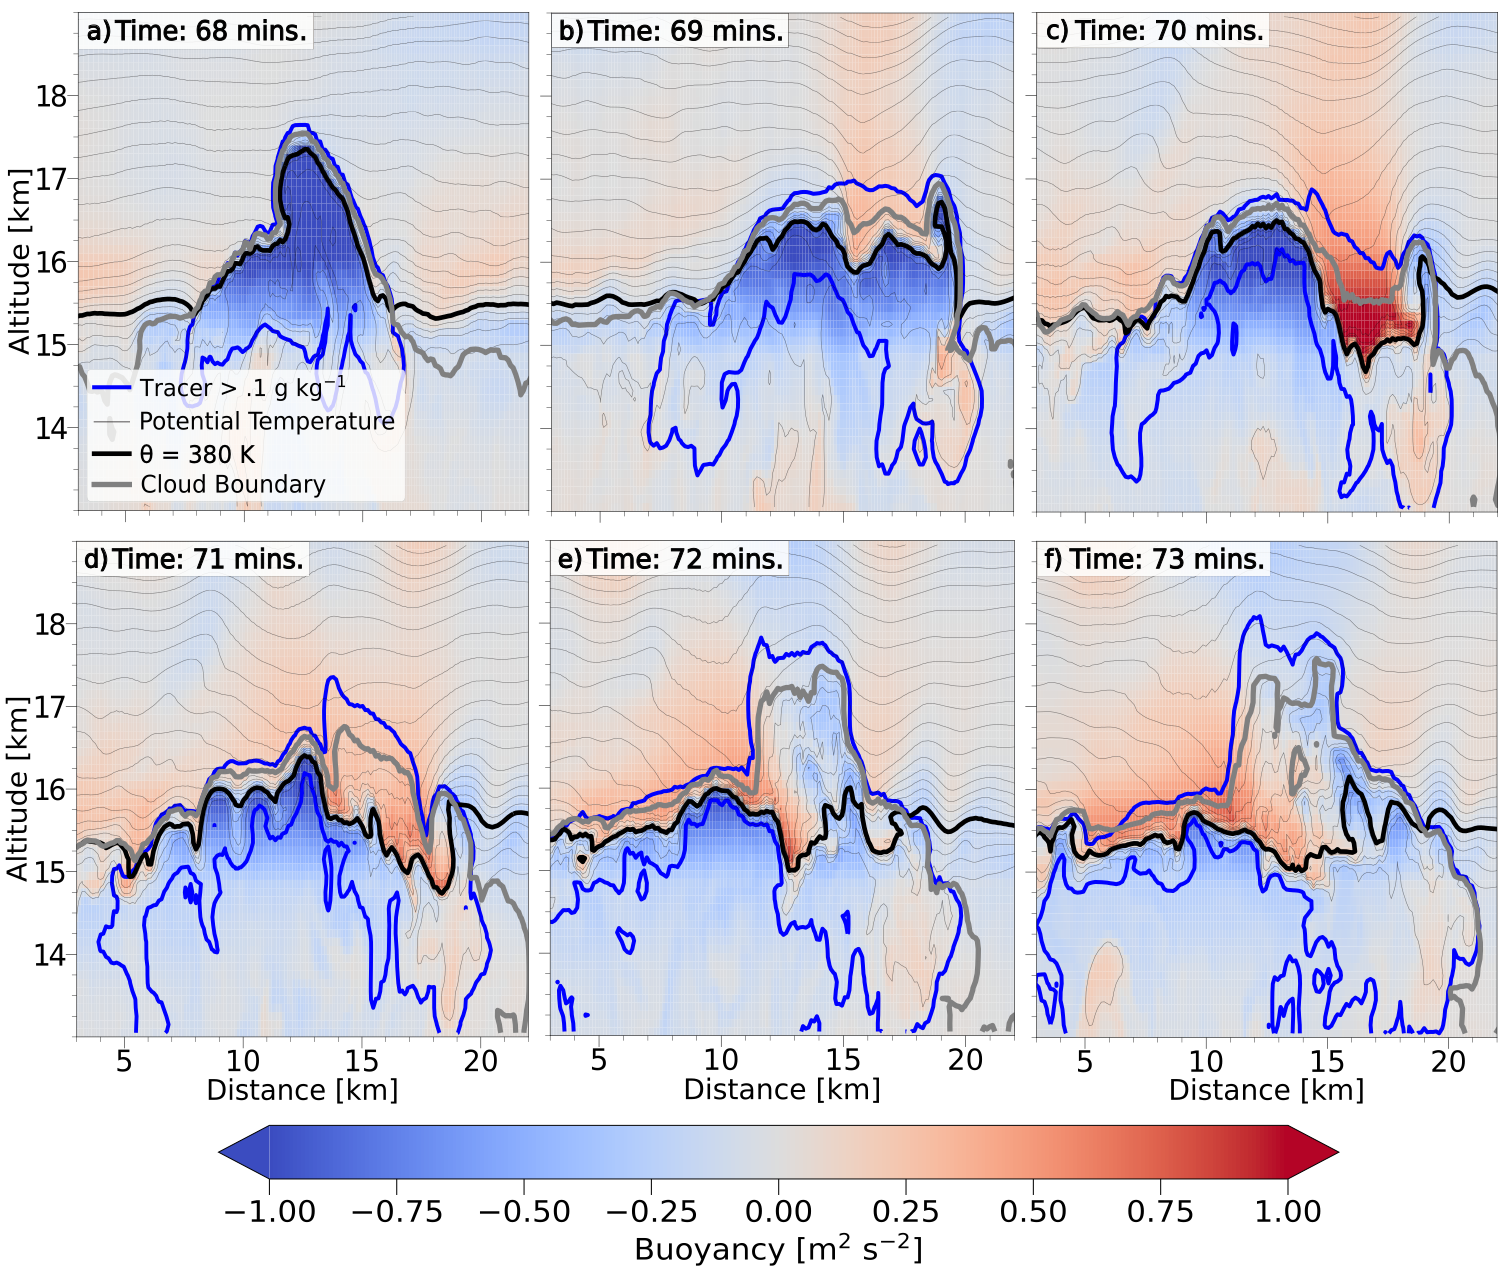 a) Time: 68 mins.
b) Time: 69 mins.
c) Time: 70 mins.
Altitude [km]
18
17
16
15
14
Tracer > .1 g kg⁻¹
Potential Temperature
θ = 380 K
Cloud Boundary
d) Time: 71 mins.
e) Time: 72 mins.
f) Time: 73 mins.
Altitude [km]
18
17
16
15
14
5 10 15 20
5 10 15 20
5 10 15 20
Distance [km]
Distance [km]
Distance [km]
−1.00 −0.75 −0.50 −0.25 0.00 0.25 0.50 0.75 1.00
Buoyancy [m² s⁻²]